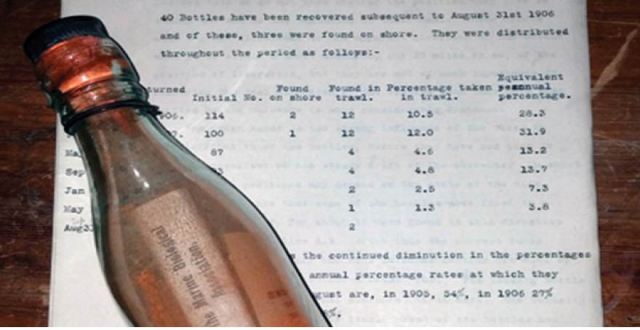 40 Bottles have been recovered subsequent to August 31st 1906
and of these, three were found on shore. They were distributed
throughout the period as follows:-
turned Initial No. Found on shore Found in trawl. Percentage taken in trawl. Equivalent annual percentage.
906. 114 2 12 10.5 28.3
100 1 12 12.0 31.9
Ma 87 4 4.6 13.2
Sep 4 4.8 13.7
Jan 2 2.5 7.3
May 1 1.3 3.8
Aug 2
the continued diminution in the percentages
annual percentage rates at which they
gust are, in 1905, 54%, in 1906 27%
The Marine Biological
Association.